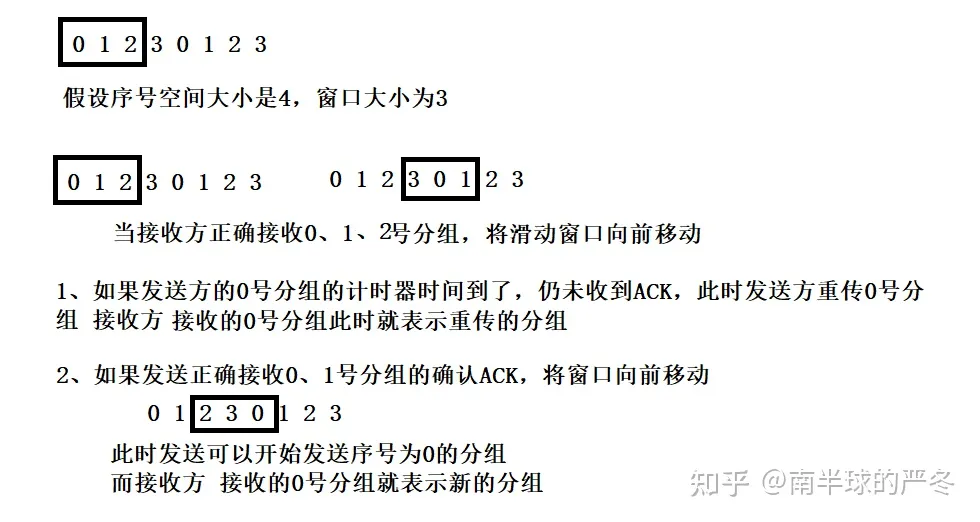 0 1 2 3 0 1 2 3
假设序号空间大小是4，窗口大小为3
0 1 2 3 0 1 2 3 0 1 2 3 0 1 2 3
当接收方正确接收0、1、2号分组，将滑动窗口向前移动
1、如果发送方的0号分组的计时器时间到了，仍未收到ACK，此时发送方重传0号分
组 接收方 接收的0号分组此时就表示重传的分组
2、如果发送正确接收0、1号分组的确认ACK，将窗口向前移动
0 1 2 3 0 1 2 3
此时发送可以开始发送序号为0的分组
而接收方 接收的0号分组就表示新的分组
知乎 @南半球的严冬